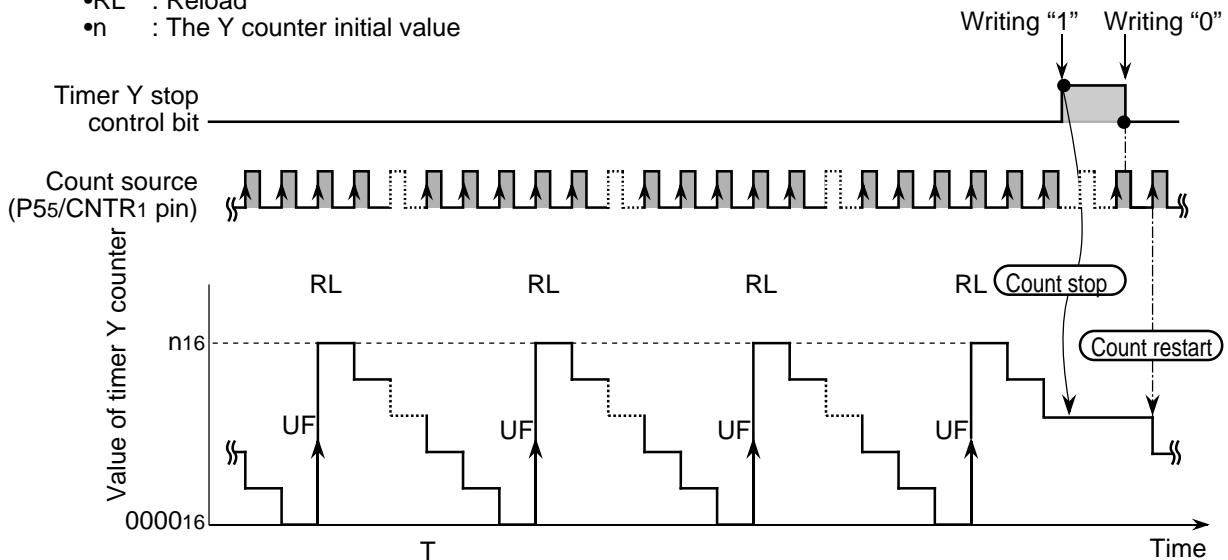 •RL : Reload
•n : The Y counter initial value
Writing “1” Writing “0”
Timer Y stop
control bit
Count source
(P55/CNTR1 pin)
Value of timer Y counter
RL RL RL RL
Count stop
n16
Count restart
UF UF UF UF
000016
T
Time